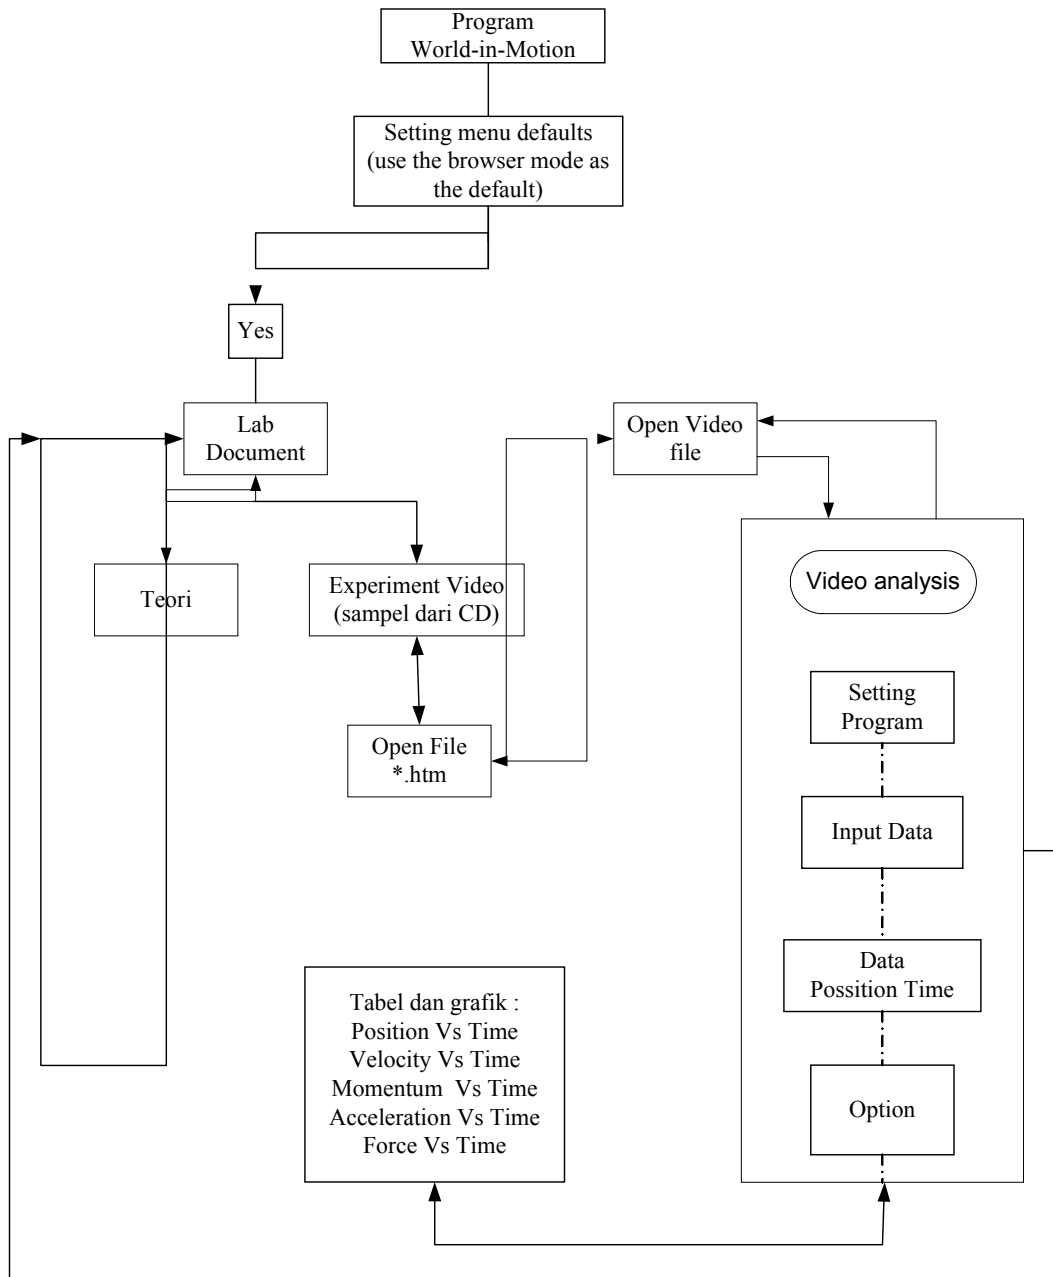 Program
World-in-Motion
Setting menu defaults
(use the browser mode as
the default)
Yes
Lab
Document
Open Video
file
Teori
Experiment Video
(sampel dari CD)
Open File
*.htm
Video analysis
Setting
Program
Input Data
Data
Possition Time
Option
Tabel dan grafik :
Position Vs Time
Velocity Vs Time
Momentum  Vs Time
Acceleration Vs Time
Force Vs Time